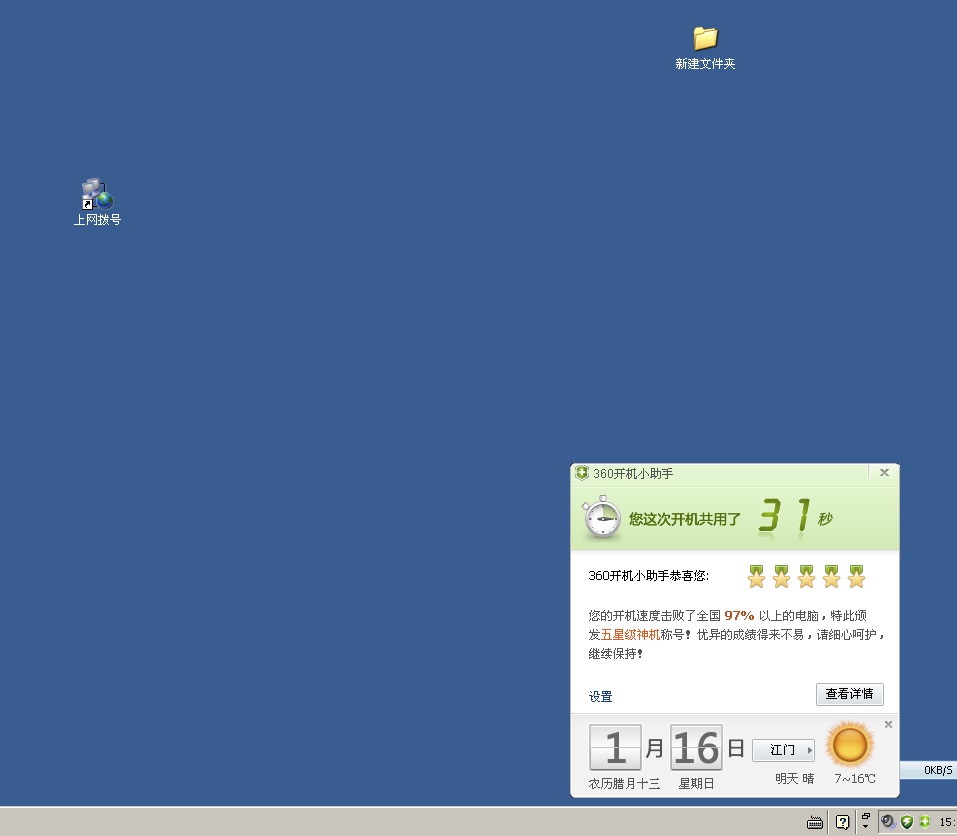 新建文件夹
上网拨号
360开机小助手
您这次开机共用了 31 秒
360开机小助手恭喜您:
您的开机速度击败了全国 97% 以上的电脑，特此颁
发五星级神机称号！忧异的成绩得来不易，请细心呵护，
继续保持！
设置
查看详情
1 月 16 日 江门
农历腊月十三 星期日 明天 晴 7~16℃
0KB/S
15: